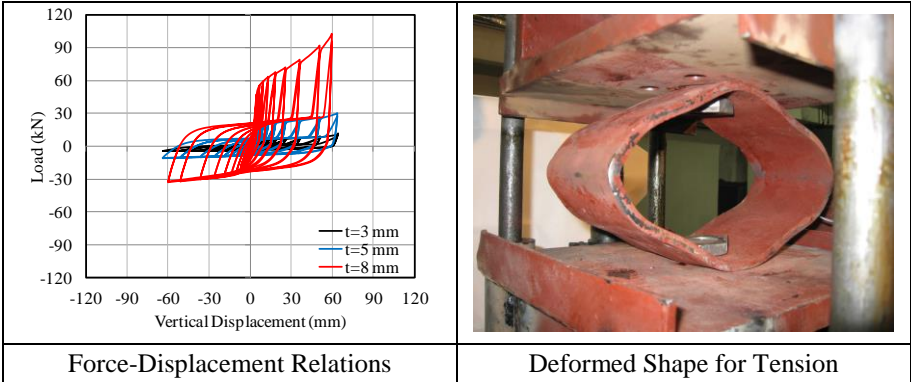 120
90
60
30
0
-30
-60
-90
-120
Load (kN)
t=3 mm
t=5 mm
t=8 mm
-120 -90 -60 -30 0 30 60 90 120
Vertical Displacement (mm)
Force-Displacement Relations
Deformed Shape for Tension